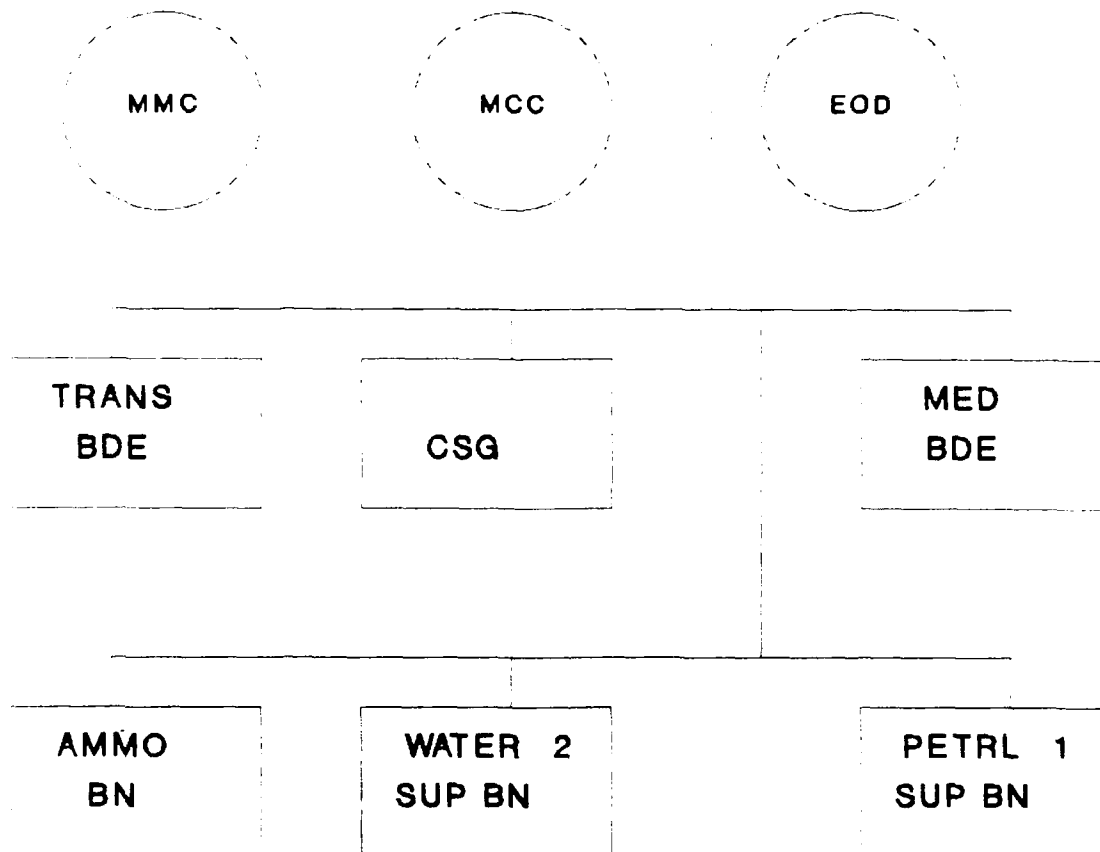 MMC
MCC
EOD
TRANS
BDE
CSG
MED
BDE
AMMO
BN
WATER 2
SUP BN
PETRL 1
SUP BN